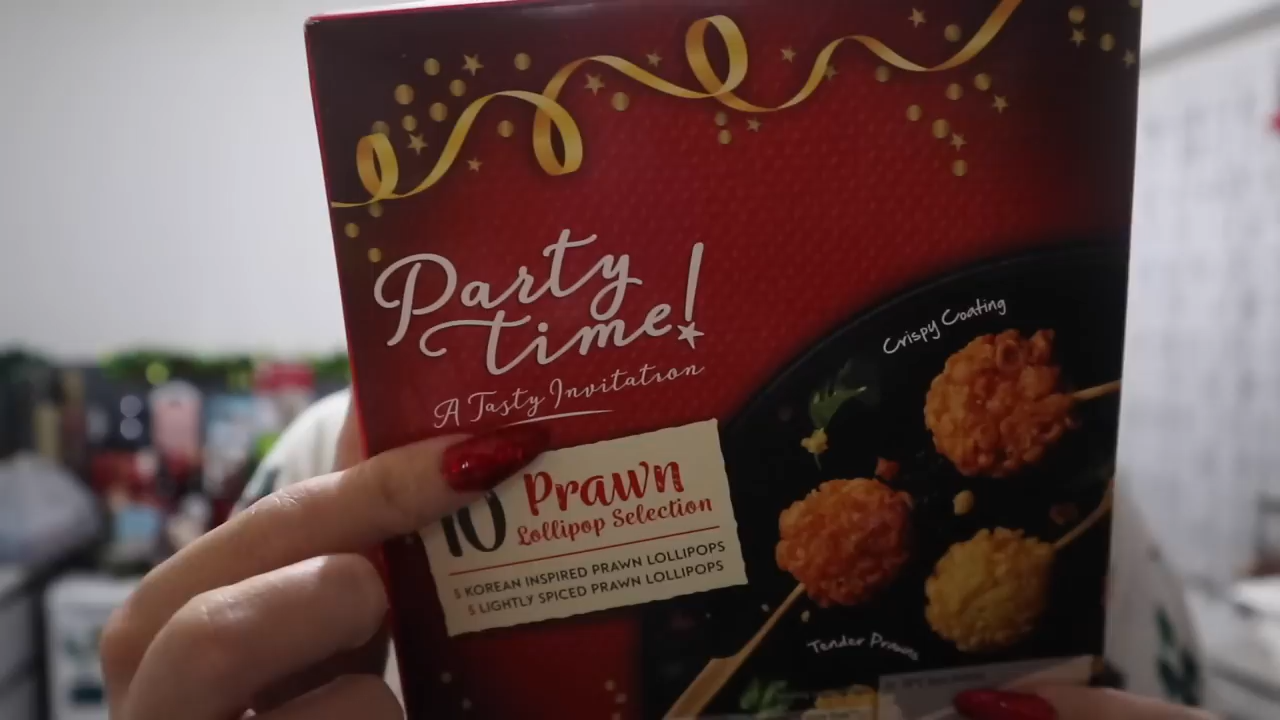 Party
time!
A Tasty Invitation
10 Prawn
Lollipop Selection
5 KOREAN INSPIRED PRAWN LOLLIPOPS
5 LIGHTLY SPICED PRAWN LOLLIPOPS
Crispy Coating
Tender Prawns